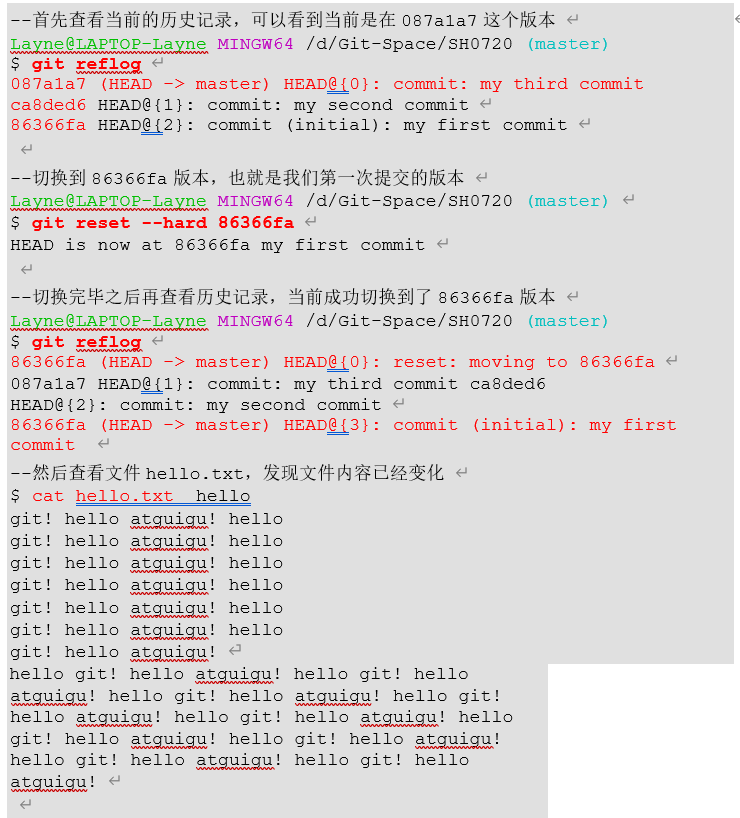 --首先查看当前的历史记录，可以看到当前是在 087a1a7 这个版本
Layne@LAPTOP-Layne MINGW64 /d/Git-Space/SH0720 (master)
$ git reflog
087a1a7 (HEAD -> master) HEAD@{0}: commit: my third commit
ca8ded6 HEAD@{1}: commit: my second commit
86366fa HEAD@{2}: commit (initial): my first commit
--切换到 86366fa 版本，也就是我们第一次提交的版本
Layne@LAPTOP-Layne MINGW64 /d/Git-Space/SH0720 (master)
$ git reset --hard 86366fa
HEAD is now at 86366fa my first commit
--切换完毕之后再查看历史记录，当前成功切换到了 86366fa 版本
Layne@LAPTOP-Layne MINGW64 /d/Git-Space/SH0720 (master)
$ git reflog
86366fa (HEAD -> master) HEAD@{0}: reset: moving to 86366fa
087a1a7 HEAD@{1}: commit: my third commit ca8ded6
HEAD@{2}: commit: my second commit
86366fa (HEAD -> master) HEAD@{3}: commit (initial): my first
commit
--然后查看文件 hello.txt，发现文件内容已经变化
$ cat hello.txt hello
git! hello atguigu! hello
git! hello atguigu! hello
git! hello atguigu! hello
git! hello atguigu! hello
git! hello atguigu! hello
git! hello atguigu! hello
git! hello atguigu!
hello git! hello atguigu! hello git! hello
atguigu! hello git! hello atguigu! hello git!
hello atguigu! hello git! hello atguigu! hello
git! hello atguigu! hello git! hello atguigu!
hello git! hello atguigu! hello git! hello
atguigu!